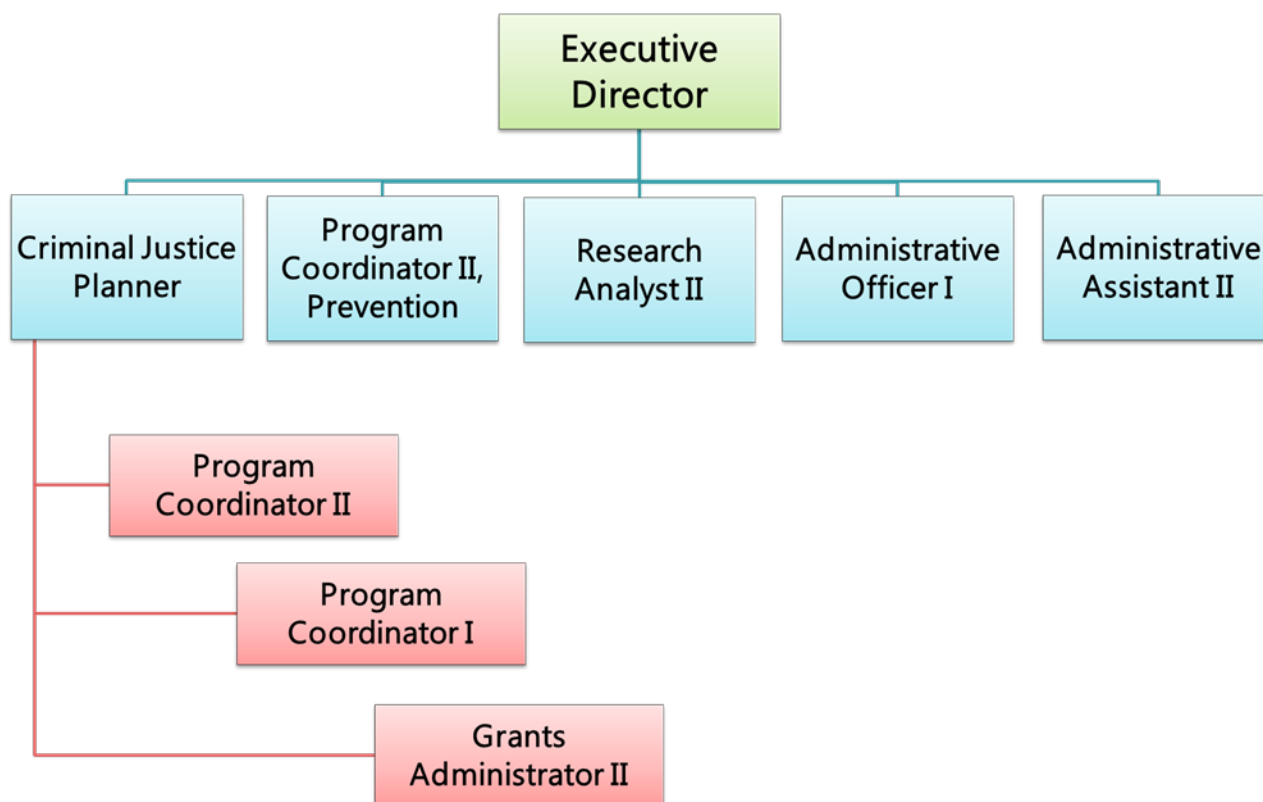 Executive
Director
Criminal Justice
Planner
Program
Coordinator II,
Prevention
Research
Analyst II
Administrative
Officer I
Administrative
Assistant II
Program
Coordinator II
Program
Coordinator I
Grants
Administrator II